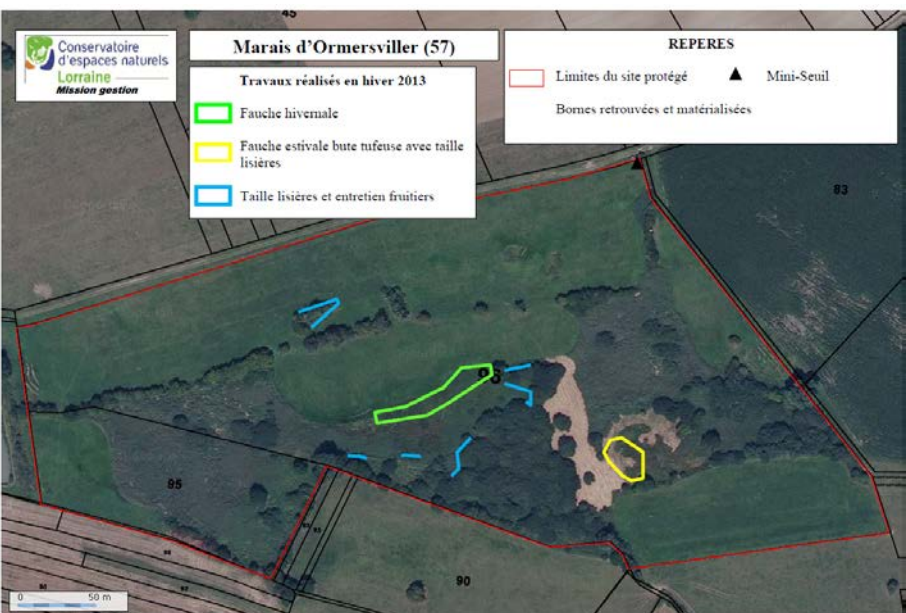 45
Conservatoire
d'espaces naturels
Lorraine
Mission gestion
Marais d'Ormersviller (57)
Travaux réalisés en hiver 2013
Fauche hivernale
Fauche estivale bute tufeuse avec taille
lisières
Taille lisières et entretien fruitiers
REPERES
Limites du site protégé
Mini-Seuil
Bornes retrouvées et matérialisées
83
96
95
90
0 50 m